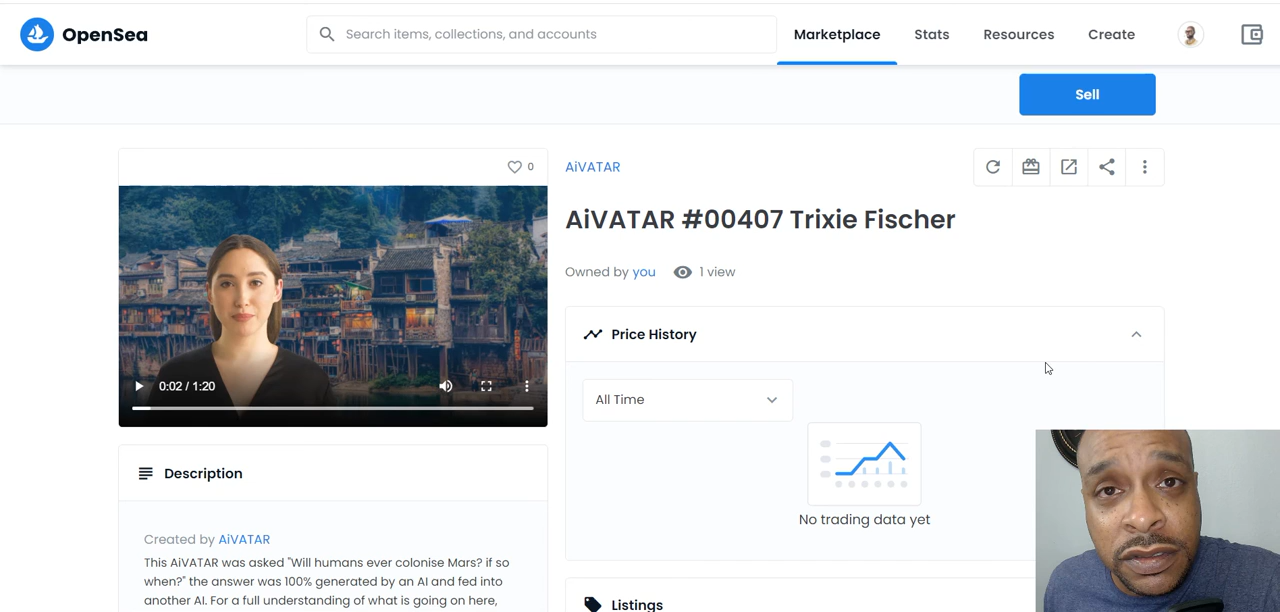 OpenSea
Search items, collections, and accounts
Marketplace
Stats
Resources
Create
Sell
0
AiVATAR
AiVATAR #00407 Trixie Fischer
Owned by you
1 view
Price History
All Time
No trading data yet
Listings
0:02 / 1:20
Description
Created by AiVATAR
This AiVATAR was asked "Will humans ever colonise Mars? if so
when?" the answer was 100% generated by an AI and fed into
another AI. For a full understanding of what is going on here,